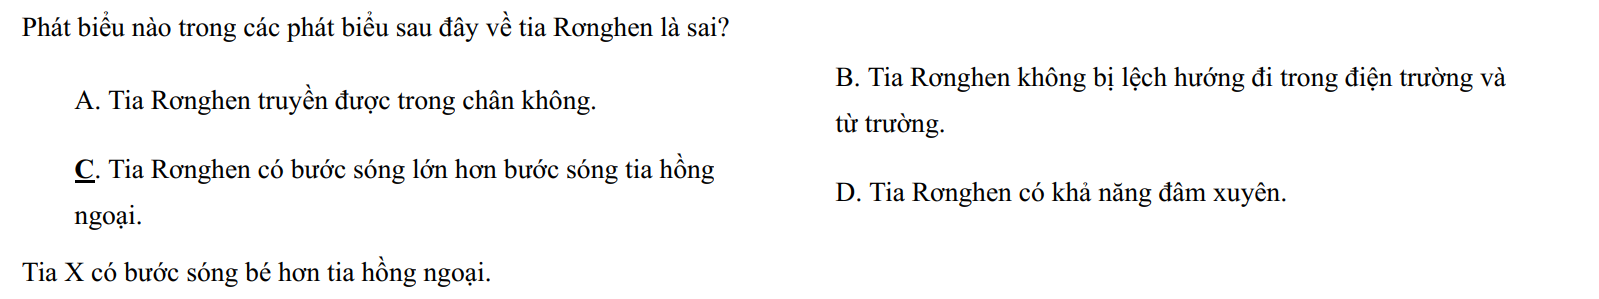 Phát biểu nào trong các phát biểu sau đây về tia Rơnghen là sai?
A. Tia Rơnghen truyền được trong chân không.
B. Tia Rơnghen không bị lệch hướng đi trong điện trường và
từ trường.
C. Tia Rơnghen có bước sóng lớn hơn bước sóng tia hồng
ngoại.
D. Tia Rơnghen có khả năng đâm xuyên.
Tia X có bước sóng bé hơn tia hồng ngoại.